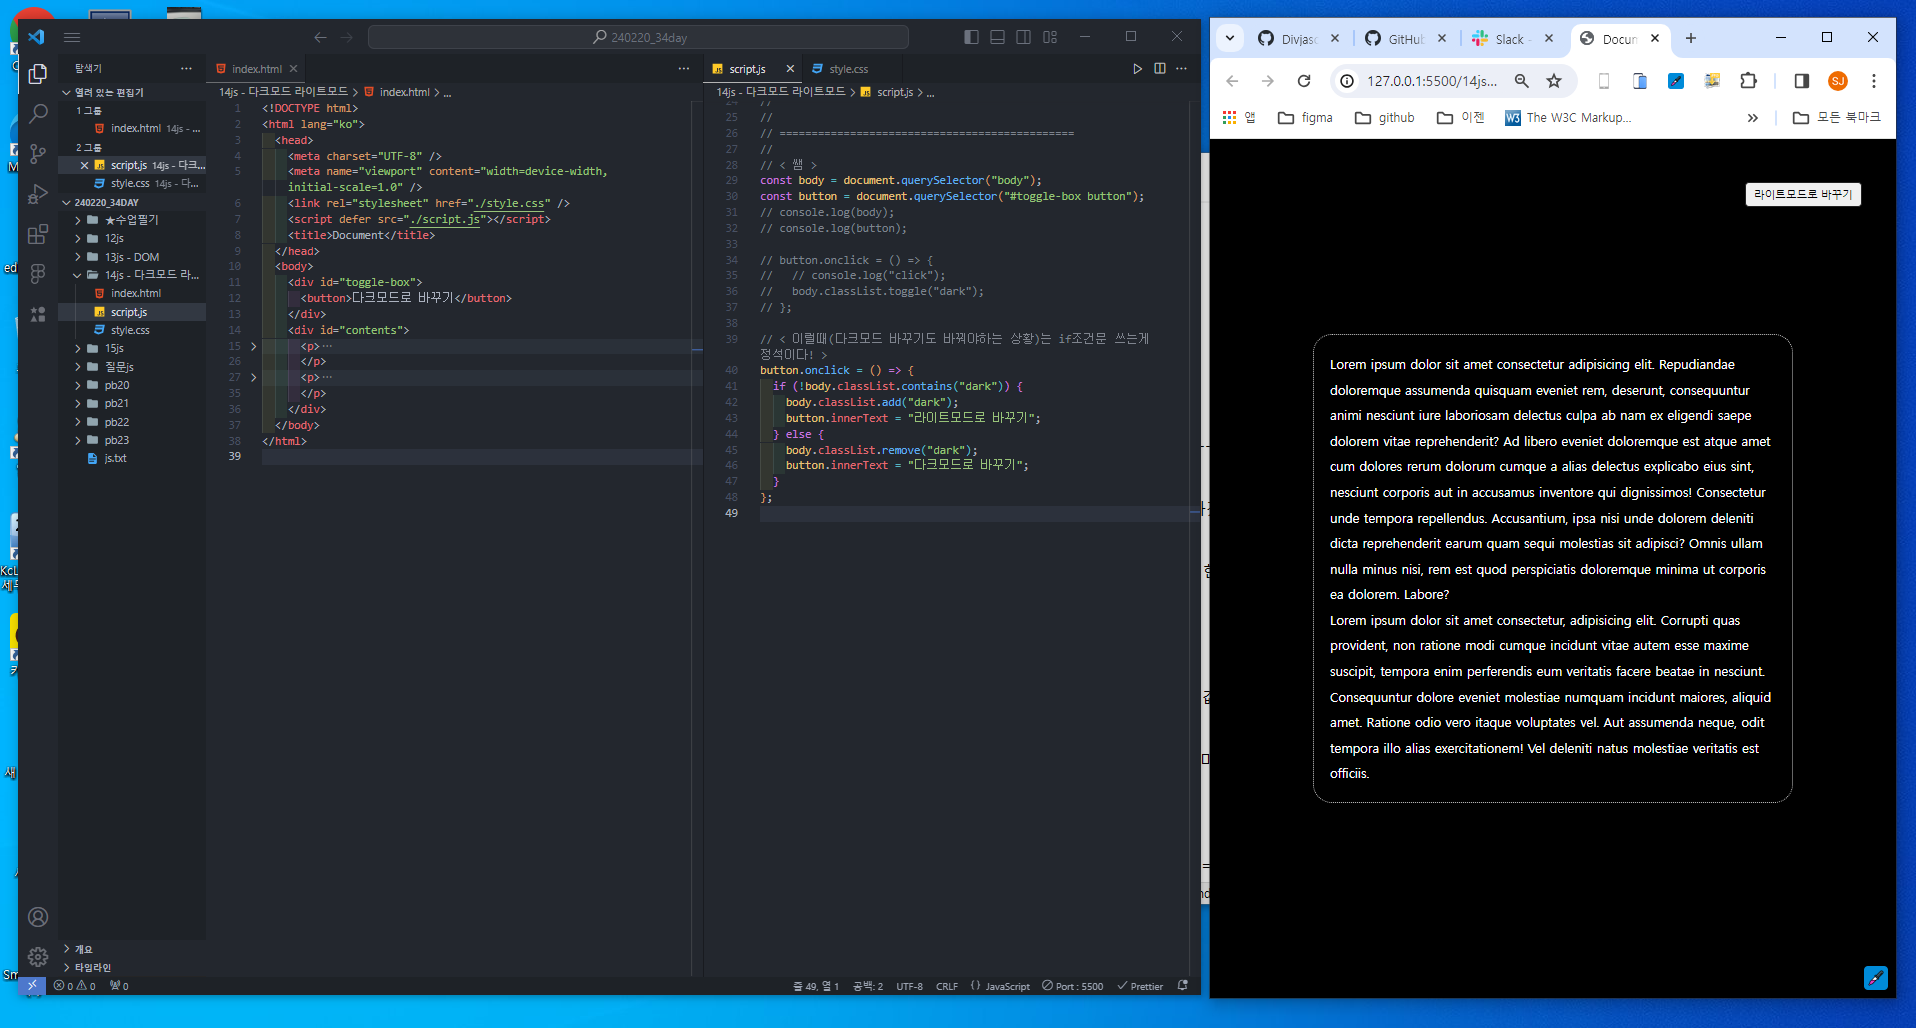 240220_34day
탐색기
열려 있는 편집기
1 그룹
index.html 14js - ...
2 그룹
script.js 14js - 다크...
style.css 14js - 다...
240220_34DAY
★수업필기
12js
13js - DOM
14js - 다크모드 라...
index.html
script.js
style.css
15js
질문js
pb20
pb21
pb22
pb23
js.txt
개요
타임라인
index.html
14js - 다크모드 라이트모드 > index.html > ...
1 <!DOCTYPE html>
2 <html lang="ko">
3 <head>
4 <meta charset="UTF-8" />
5 <meta name="viewport" content="width=device-width,
initial-scale=1.0" />
6 <link rel="stylesheet" href="./style.css" />
7 <script defer src="./script.js"></script>
8 <title>Document</title>
9 </head>
10 <body>
11 <div id="toggle-box">
12 <button>다크모드로 바꾸기</button>
13 </div>
14 <div id="contents">
15 <p>···
26 </p>
27 <p>···
35 </p>
36 </div>
37 </body>
38 </html>
39
script.js
style.css
14js - 다크모드 라이트모드 > script.js > ...
24 //
25 //
26 // ==============================================
27 //
28 // < 쌤 >
29 const body = document.querySelector("body");
30 const button = document.querySelector("#toggle-box button");
31 // console.log(body);
32 // console.log(button);
33
34 // button.onclick = () => {
35 //   // console.log("click");
36 //   body.classList.toggle("dark");
37 // };
38
39 // < 이럴때(다크모드 바꾸기도 바꿔야하는 상황)는 if조건문 쓰는게
정석이다! >
40 button.onclick = () => {
41 if (!body.classList.contains("dark")) {
42 body.classList.add("dark");
43 button.innerText = "라이트모드로 바꾸기";
44 } else {
45 body.classList.remove("dark");
46 button.innerText = "다크모드로 바꾸기";
47 }
48 };
49
0 0 0
줄 49, 열 1 공백: 2 UTF-8 CRLF {} JavaScript Port : 5500 Prettier
Divjas
GitHub
Slack -
Docum
127.0.0.1:5500/14js...
SJ
앱
figma
github
이젠
The W3C Markup...
모든 북마크
라이트모드로 바꾸기
Lorem ipsum dolor sit amet consectetur adipisicing elit. Repudiandae
doloremque assumenda quisquam eveniet rem, deserunt, consequuntur
animi nesciunt iure laboriosam delectus culpa ab nam ex eligendi saepe
dolorem vitae reprehenderit? Ad libero eveniet doloremque est atque amet
cum dolores rerum dolorum cumque a alias delectus explicabo eius sint,
nesciunt corporis aut in accusamus inventore qui dignissimos! Consectetur
unde tempora repellendus. Accusantium, ipsa nisi unde dolorem deleniti
dicta reprehenderit earum quam sequi molestias sit adipisci? Omnis ullam
nulla minus nisi, rem est quod perspiciatis doloremque minima ut corporis
ea dolorem. Labore?
Lorem ipsum dolor sit amet consectetur, adipisicing elit. Corrupti quas
provident, non ratione modi cumque incidunt vitae autem esse maxime
suscipit, tempora enim perferendis eum veritatis facere beatae in nesciunt.
Consequuntur dolore eveniet molestiae numquam incidunt maiores, aliquid
amet. Ratione odio vero itaque voluptates vel. Aut assumenda neque, odit
tempora illo alias exercitationem! Vel deleniti natus molestiae veritatis est
officiis.